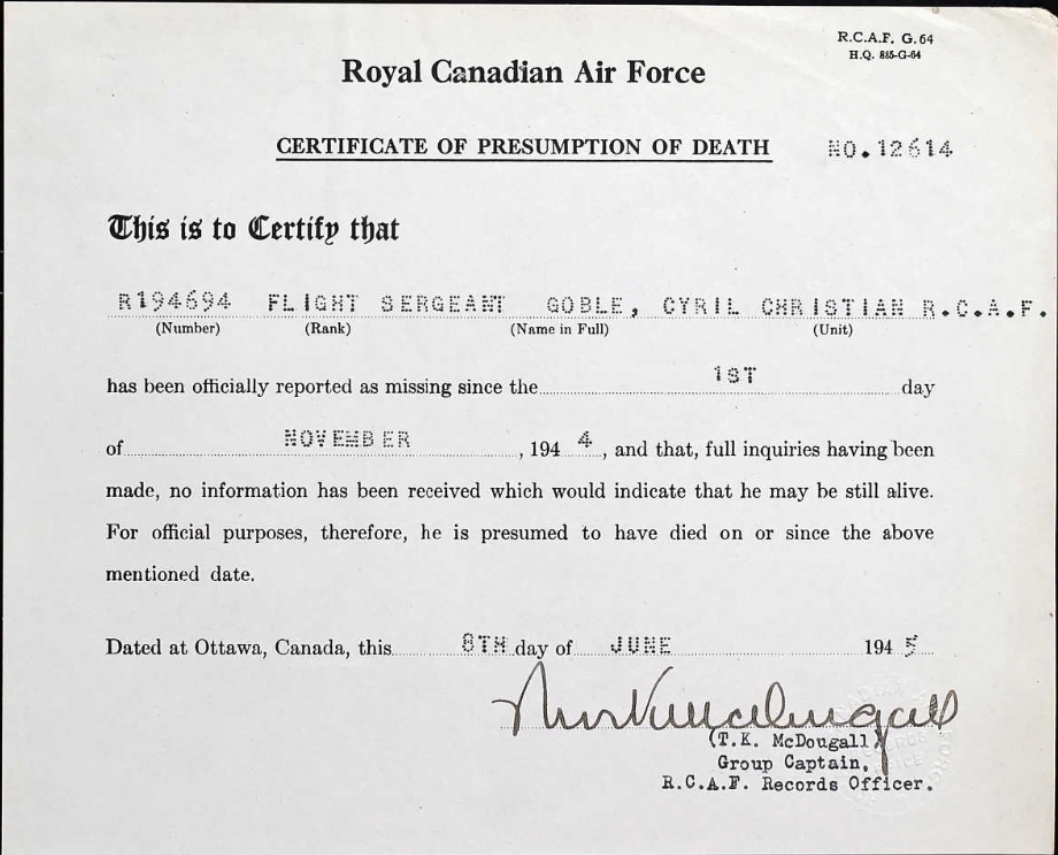 R.C.A.F. G.64
H.Q. 885-G-64
Royal Canadian Air Force
CERTIFICATE OF PRESUMPTION OF DEATH NO.12614
This is to Certify that
R194694 FLIGHT SERGEANT GOBLE, CYRIL CHRISTIAN R.C.A.F.
(Number) (Rank) (Name in Full) (Unit)
has been officially reported as missing since the 1ST day
of NOVEMBER, 194 4, and that, full inquiries having been
made, no information has been received which would indicate that he may be still alive.
For official purposes, therefore, he is presumed to have died on or since the above
mentioned date.
Dated at Ottawa, Canada, this 8TH day of JUNE 194 5
(T.K. McDougall)
Group Captain,
R.C.A.F. Records Officer.